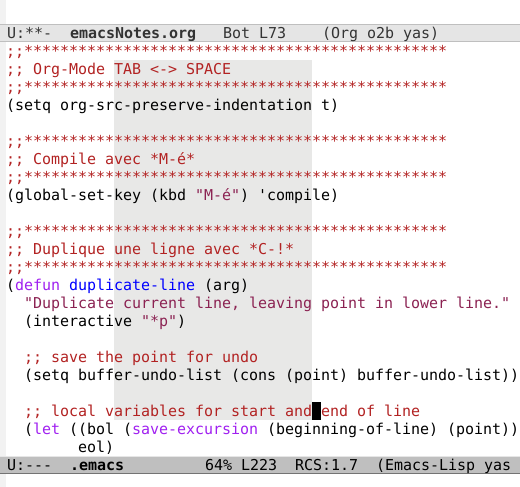 U:**-  emacsNotes.org   Bot L73    (Org o2b yas)
;;***********************************************
;; Org-Mode TAB <-> SPACE
;;***********************************************
(setq org-src-preserve-indentation t)
;;***********************************************
;; Compile avec *M-é*
;;***********************************************
(global-set-key (kbd "M-é") 'compile)
;;***********************************************
;; Duplique une ligne avec *C-!*
;;***********************************************
(defun duplicate-line (arg)
  "Duplicate current line, leaving point in lower line."
  (interactive "*p")
  ;; save the point for undo
  (setq buffer-undo-list (cons (point) buffer-undo-list))
  ;; local variables for start and end of line
  (let ((bol (save-excursion (beginning-of-line) (point))
        eol)
U:---  .emacs         64% L223  RCS:1.7  (Emacs-Lisp yas